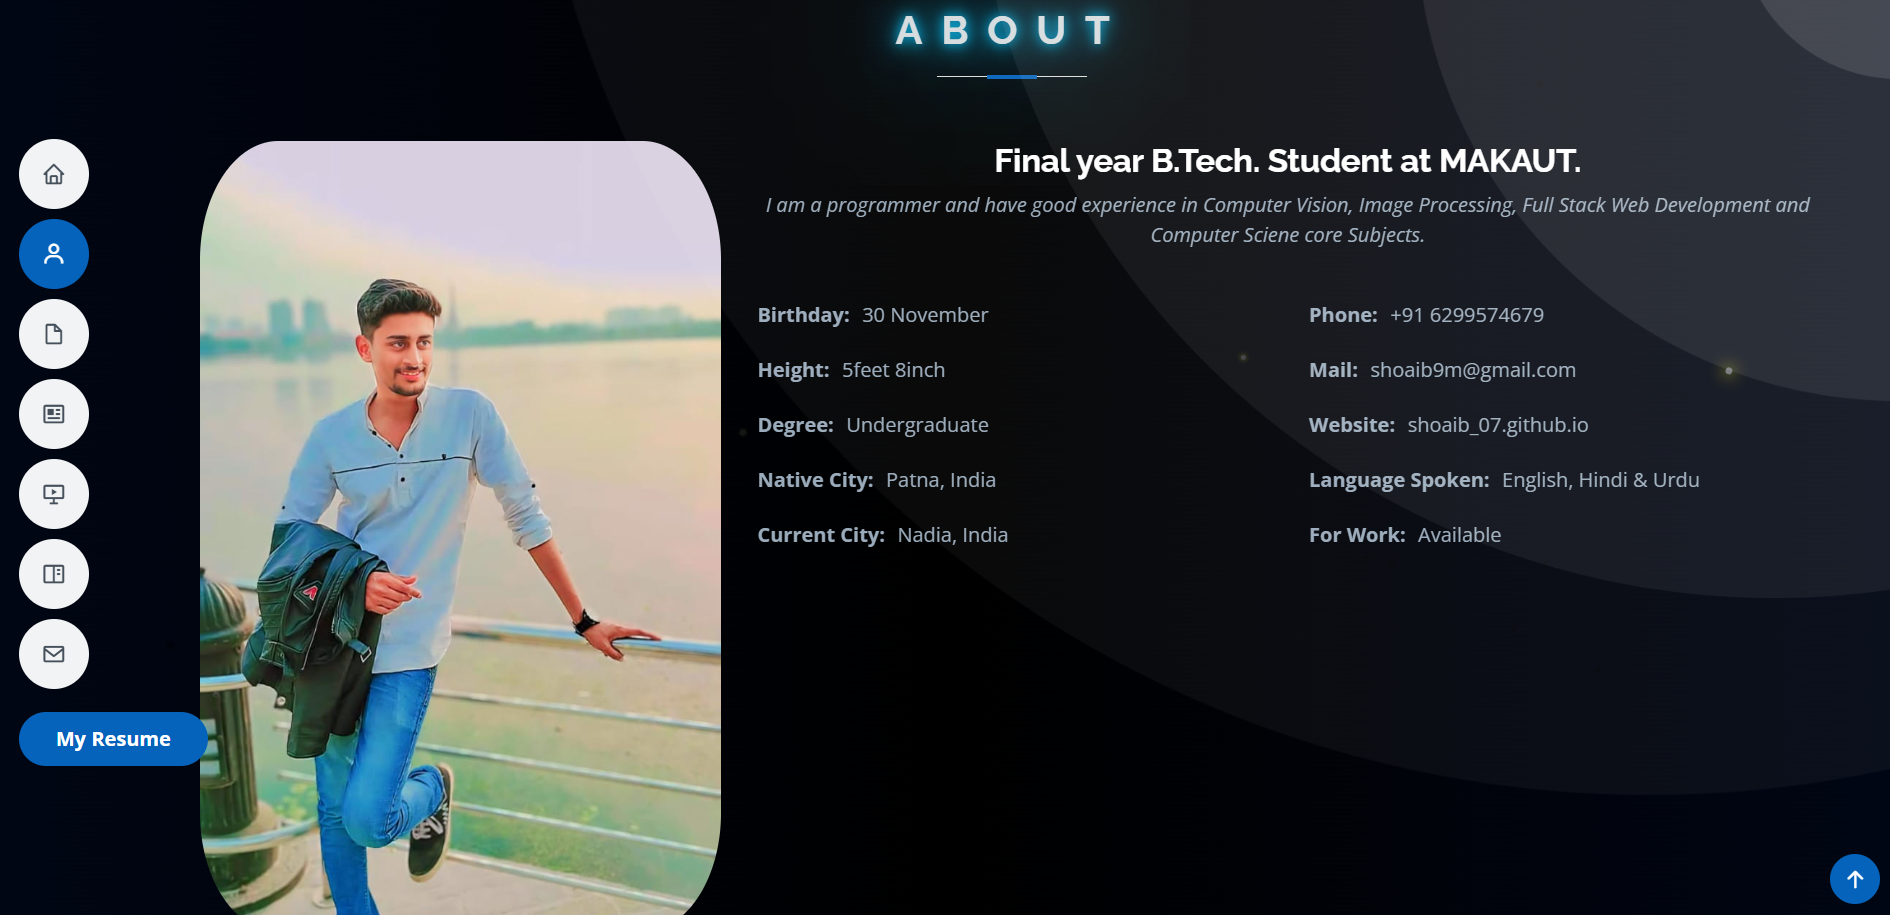 ABOUT
Final year B.Tech. Student at MAKAUT.
I am a programmer and have good experience in Computer Vision, Image Processing, Full Stack Web Development and
Computer Sciene core Subjects.
Birthday: 30 November
Height: 5feet 8inch
Degree: Undergraduate
Native City: Patna, India
Current City: Nadia, India
Phone: +91 6299574679
Mail: shoaib9m@gmail.com
Website: shoaib_07.github.io
Language Spoken: English, Hindi & Urdu
For Work: Available
My Resume